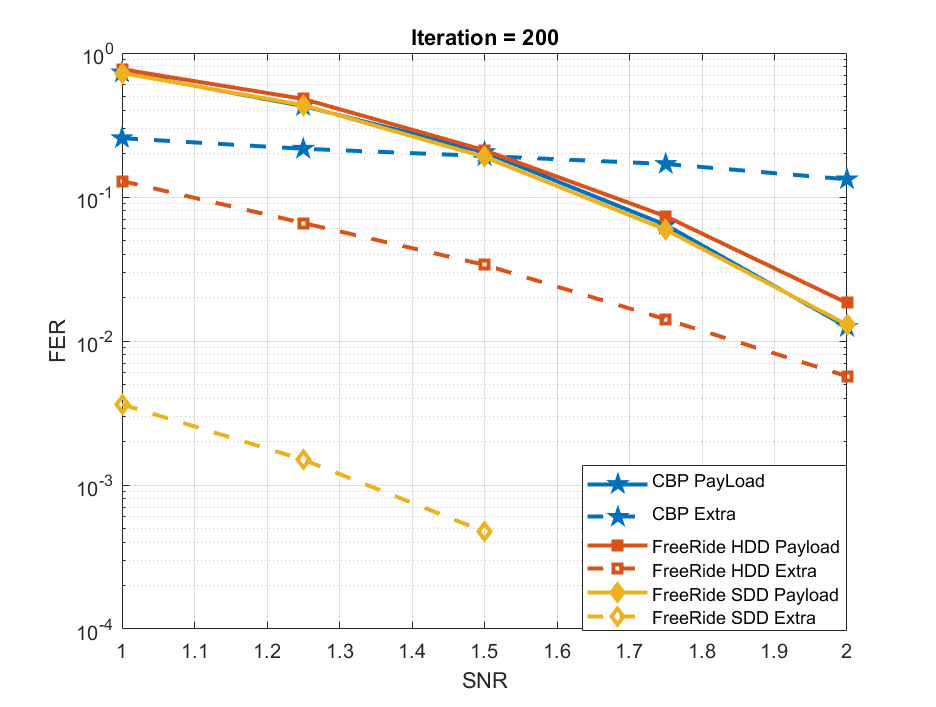 Iteration = 200
10^0
10^-1
10^-2
10^-3
10^-4
FER
1 1.1 1.2 1.3 1.4 1.5 1.6 1.7 1.8 1.9 2
SNR
CBP PayLoad
CBP Extra
FreeRide HDD Payload
FreeRide HDD Extra
FreeRide SDD Payload
FreeRide SDD Extra